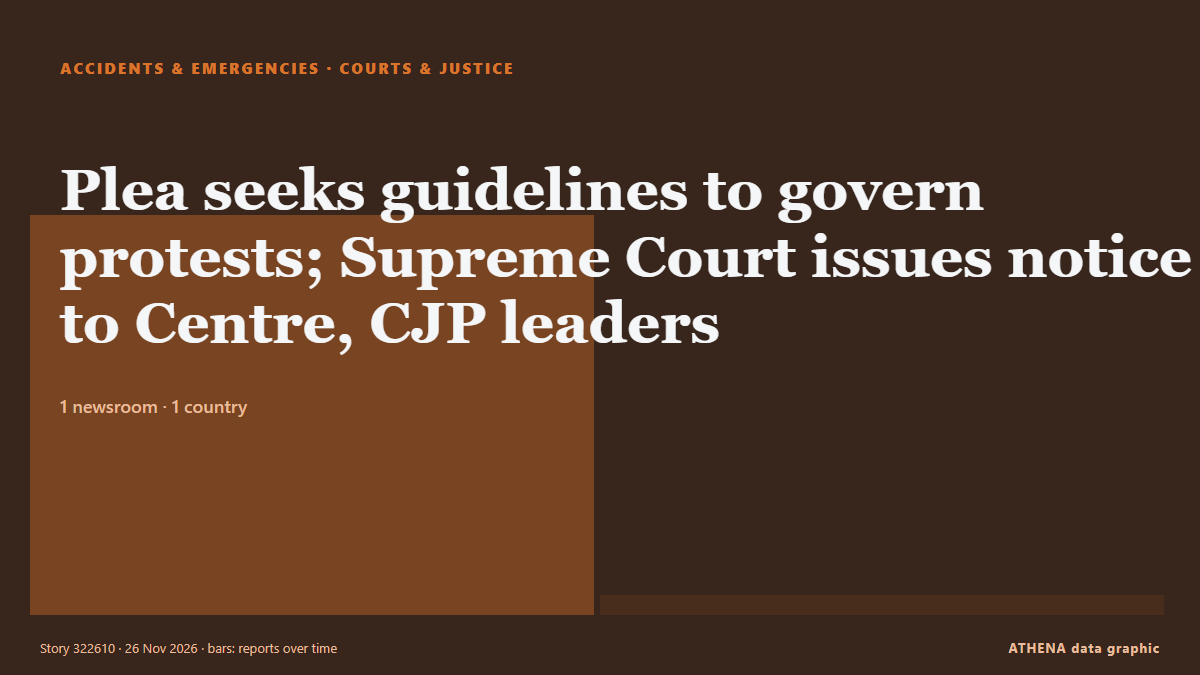 ACCIDENTS & EMERGENCIES · COURTS & JUSTICE
Plea seeks guidelines to govern
protests; Supreme Court issues notice
to Centre, CJP leaders
1 newsroom · 1 country
Story 322610 · 26 Nov 2026 · bars: reports over time
ATHENA data graphic